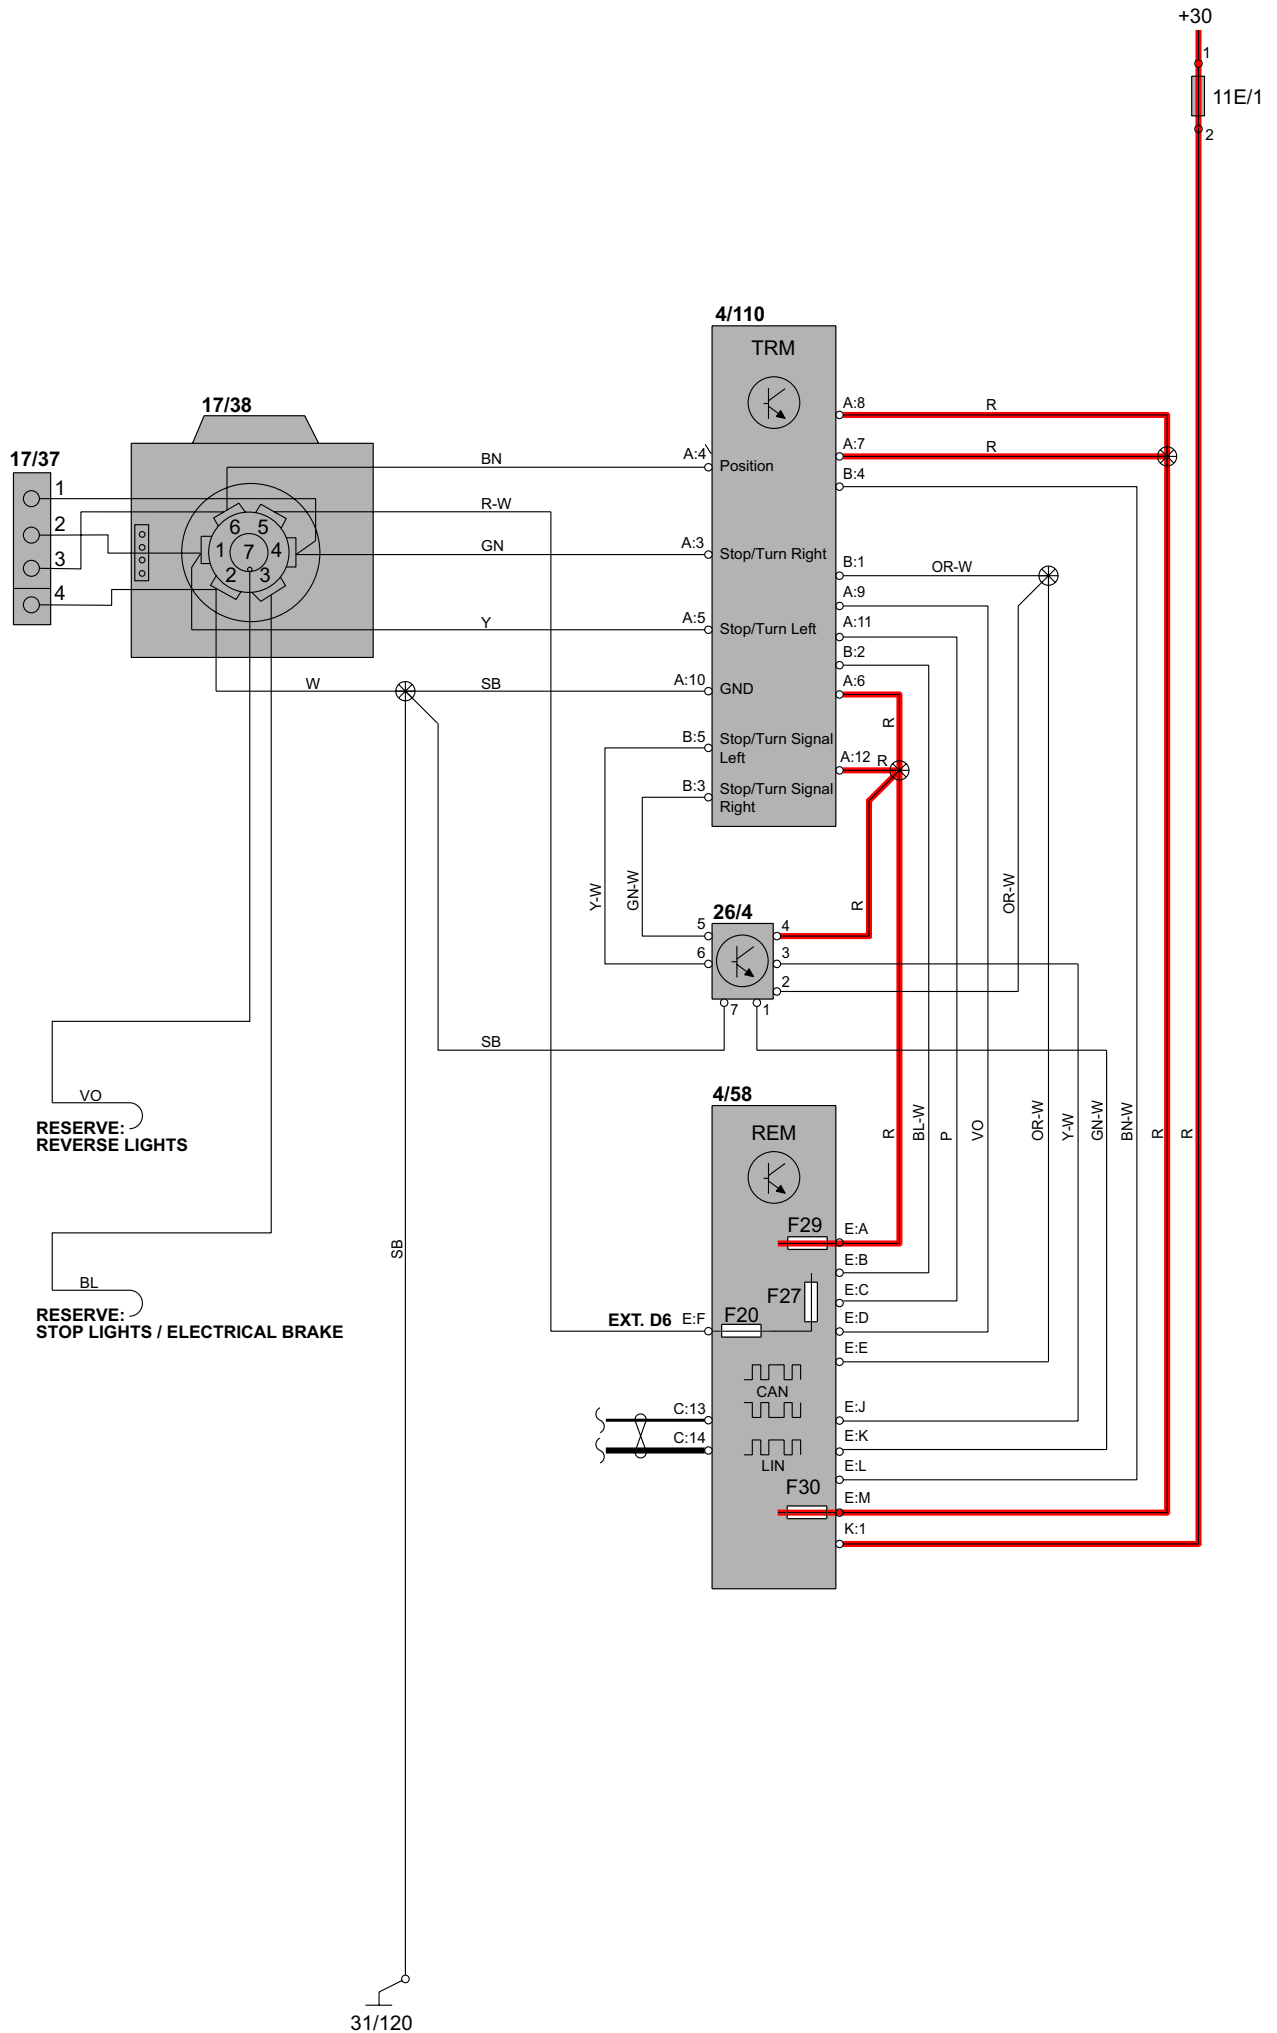 +30
1
11E/1
2
4/110
TRM
A:8
R
17/38
A:7
R
17/37
A:4
Position
BN
B:4
1
R-W
2
6
5
1
7
4
GN
A:3
Stop/Turn Right
B:1
OR-W
3
2
3
A:9
4
Y
A:5
Stop/Turn Left
A:11
B:2
W
SB
A:10
GND
A:6
R
B:5
Stop/Turn Signal
Left
A:12
R
B:3
Stop/Turn Signal
Right
Y-W
GN-W
R
OR-W
26/4
5
4
6
3
2
7
1
SB
VO
RESERVE:
REVERSE LIGHTS
4/58
REM
R
BL-W
P
VO
OR-W
Y-W
GN-W
BN-W
R
R
F29
E:A
SB
E:B
BL
F27
E:C
RESERVE:
STOP LIGHTS / ELECTRICAL BRAKE
EXT. D6
E:F
F20
E:D
E:E
CAN
C:13
E:J
C:14
E:K
LIN
E:L
F30
E:M
K:1
31/120